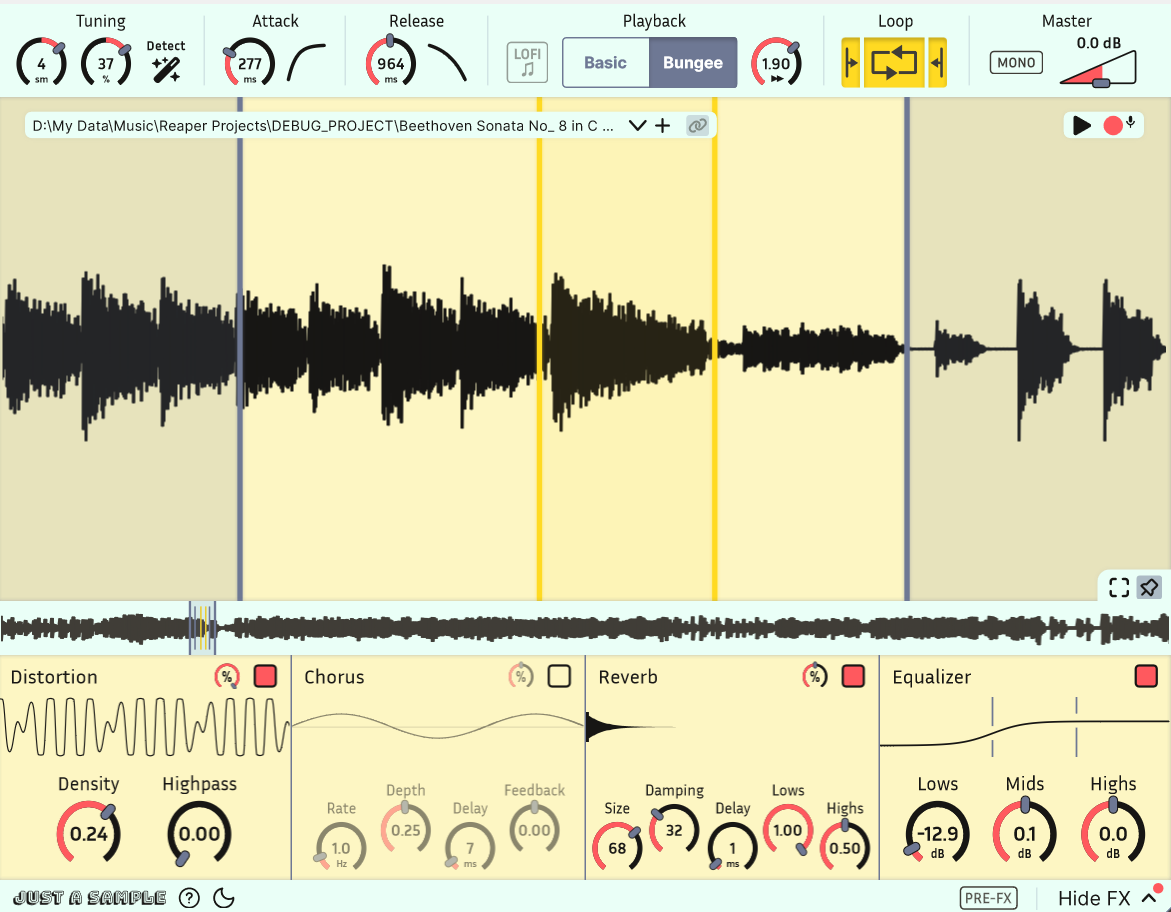 Tuning Attack Release Playback Loop Master
4 sm 37 % Detect 277 ms 964 ms LOFI Basic Bungee 1.90 MONO 0.0 dB
D:\My Data\Music\Reaper Projects\DEBUG_PROJECT\Beethoven Sonata No_ 8 in C ...
Distortion % Chorus % Reverb % Equalizer
Density Highpass
0.24 0.00
Rate Depth Delay Feedback
1.0 Hz 0.25 7 ms 0.00
Size Damping Delay Lows Highs
68 32 1 ms 1.00 0.50
Lows Mids Highs
-12.9 dB 0.1 dB 0.0 dB
JUST A SAMPLE ? PRE-FX Hide FX